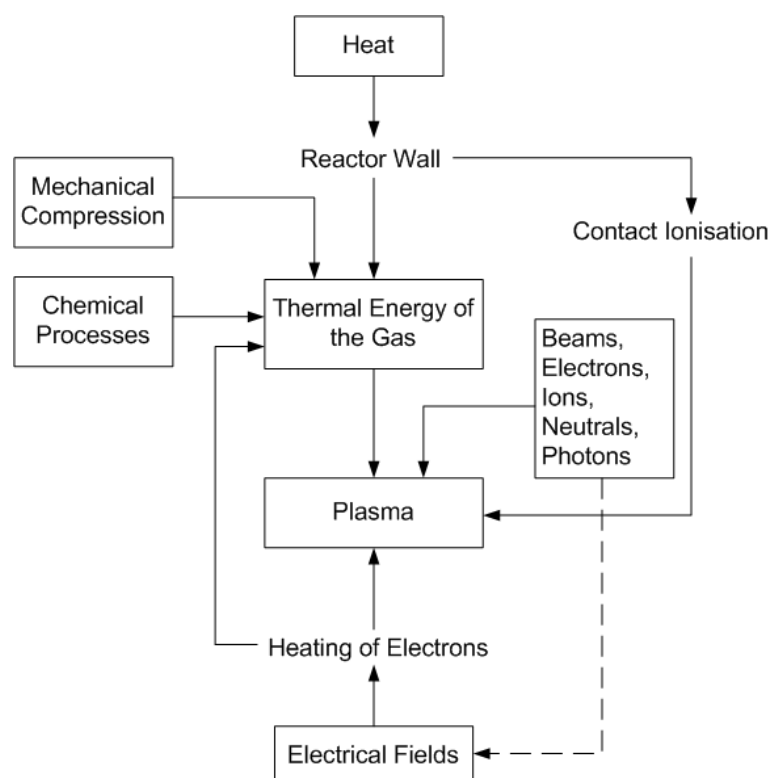 Heat
Reactor Wall
Mechanical
Compression
Contact Ionisation
Chemical
Processes
Thermal Energy of
the Gas
Beams,
Electrons,
Ions,
Neutrals,
Photons
Plasma
Heating of Electrons
Electrical Fields